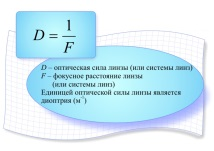 D = 1/F
D – оптическая сила линзы (или системы линз)
F – фокусное расстояние линзы
(или системы линз)
Единицей оптической силы линзы является
диоптрия (м⁻¹)